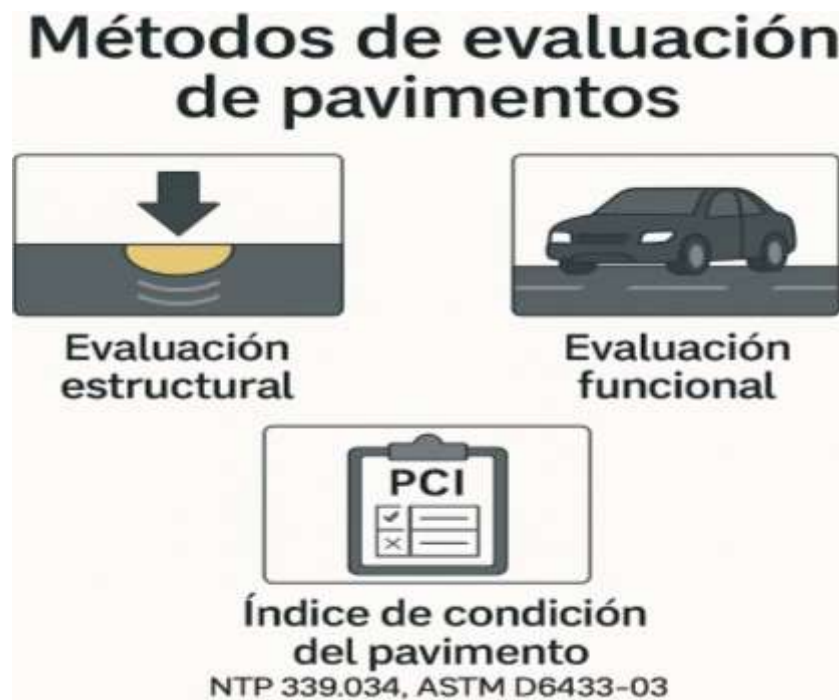 Métodos de evaluación
de pavimentos
Evaluación
estructural
Evaluación
funcional
PCI
Índice de condición
del pavimento
NTP 339.034, ASTM D6433-03